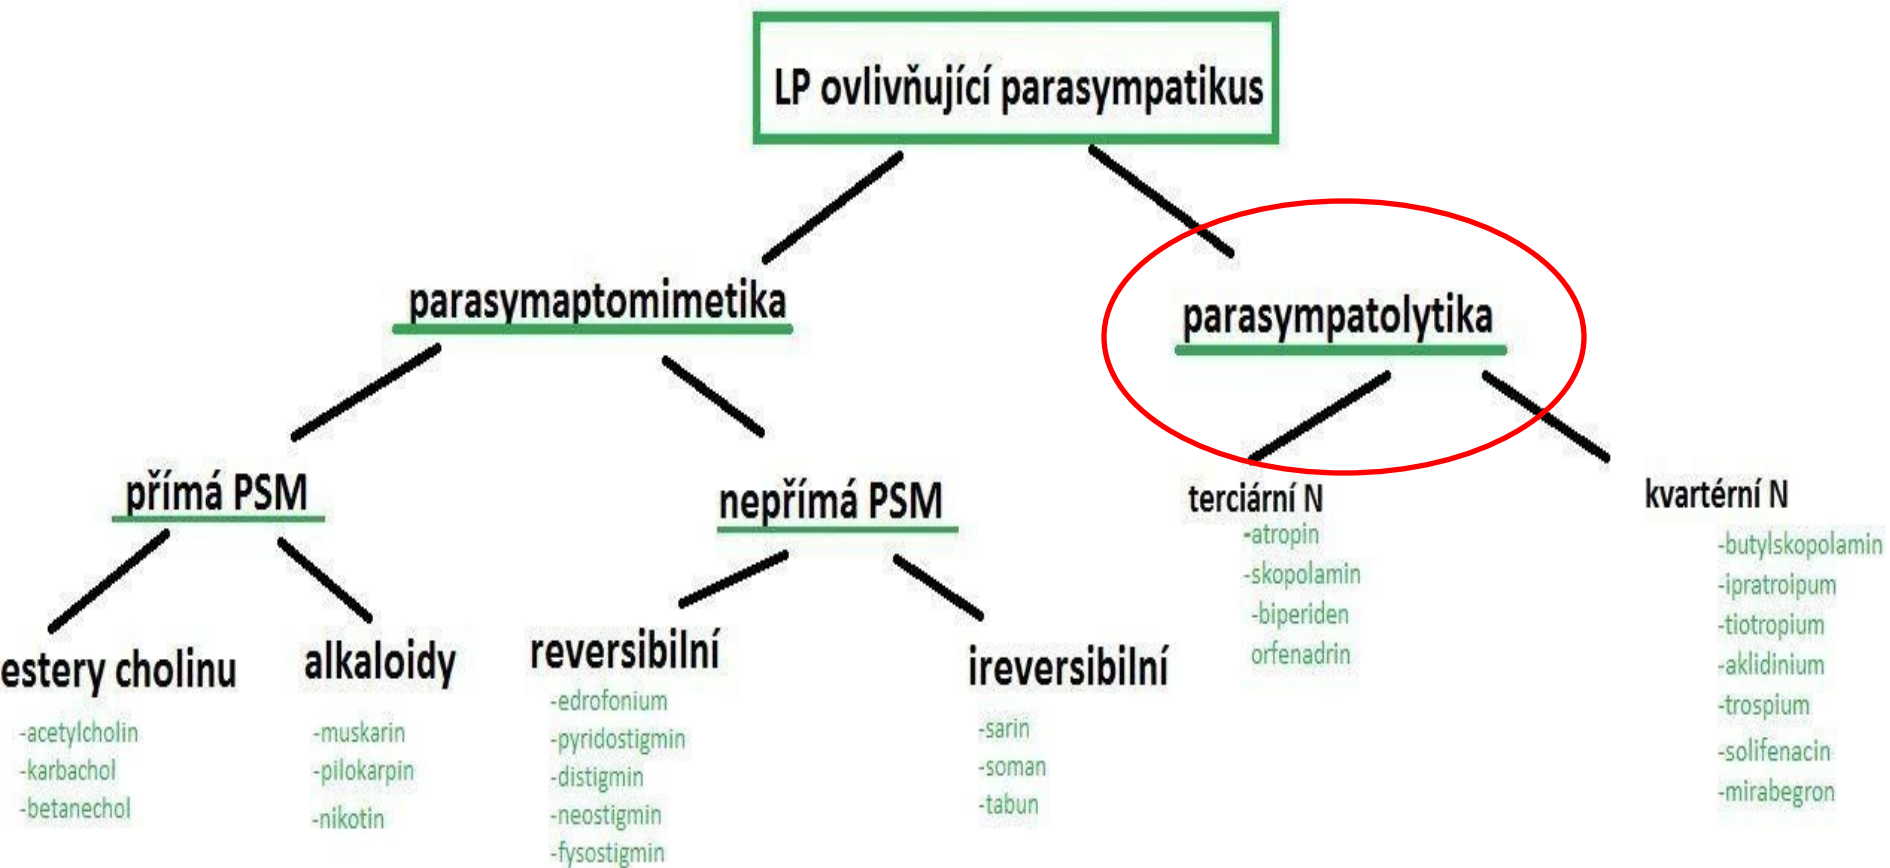 LP ovlivňující parasympatikus
parasymaptomimetika
parasympatolytika
přímá PSM
nepřímá PSM
terciární N
-atropin
-skopolamin
-biperiden
orfenadrin
kvartérní N
-butylskopolamin
-ipratroipum
-tiotropium
-aklidinium
-trospium
-solifenacin
-mirabegron
estery cholinu
-acetylcholin
-karbachol
-betanechol
alkaloidy
-muskarin
-pilokarpin
-nikotin
reversibilní
-edrofonium
-pyridostigmin
-distigmin
-neostigmin
-fysostigmin
ireversibilní
-sarin
-soman
-tabun